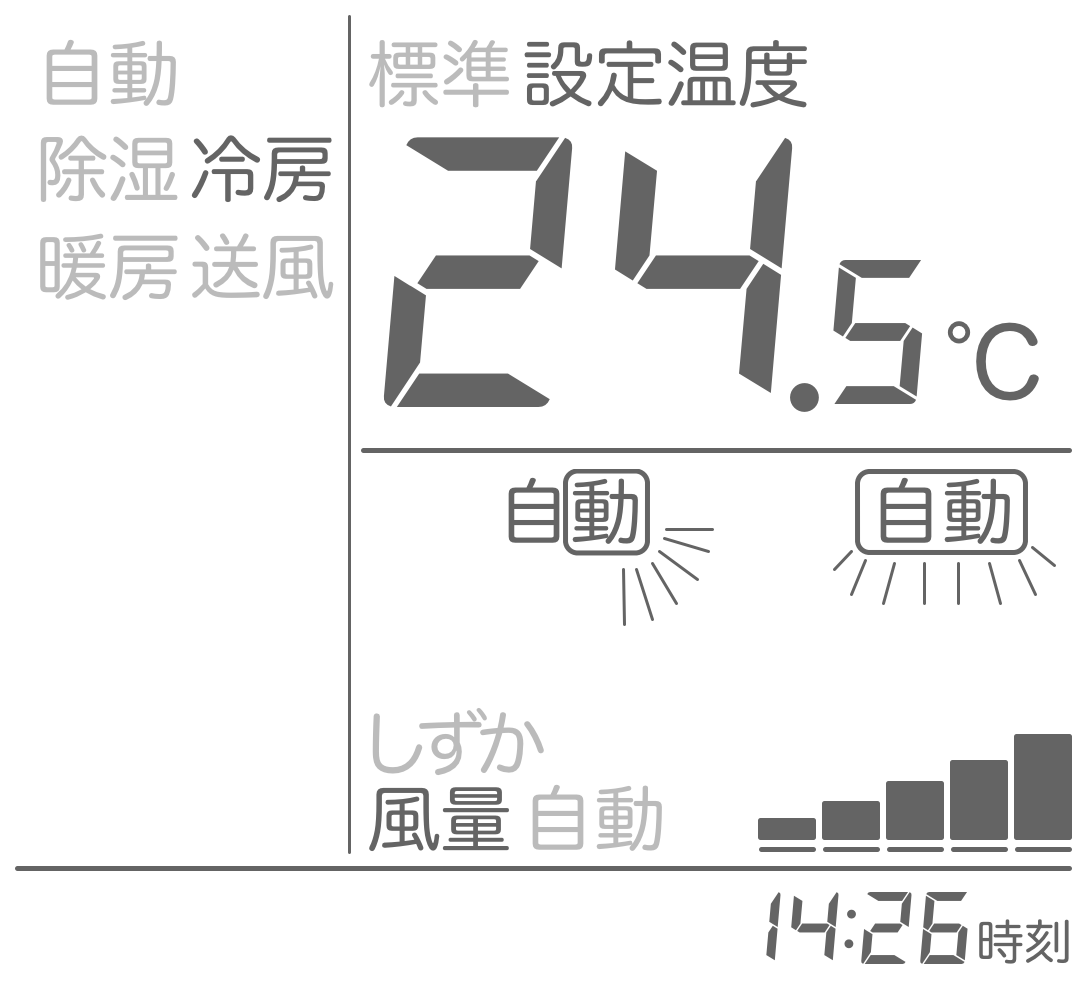 自動
除湿 冷房
暖房 送風
標準 設定温度
24.5℃
自動 自動
しずか
風量 自動
14:26 時刻